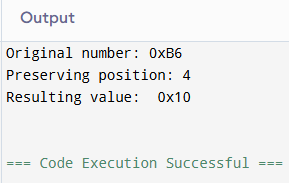 Output
Original number: 0xB6
Preserving position: 4
Resulting value:  0x10
=== Code Execution Successful ===